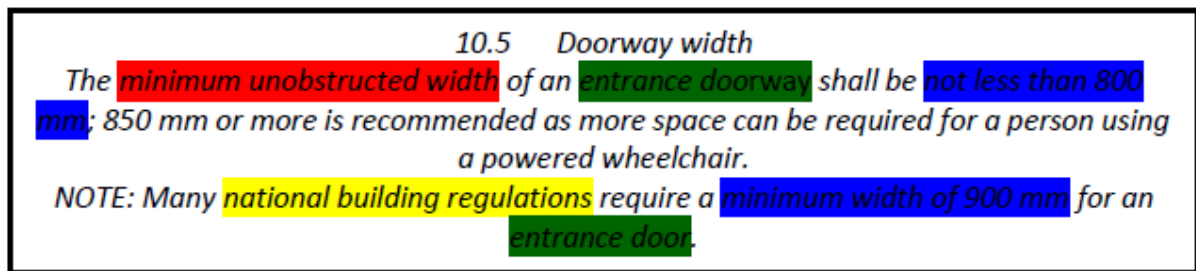 10.5 Doorway width
The minimum unobstructed width of an entrance doorway shall be not less than 800
mm; 850 mm or more is recommended as more space can be required for a person using
a powered wheelchair.
NOTE: Many national building regulations require a minimum width of 900 mm for an
entrance door.